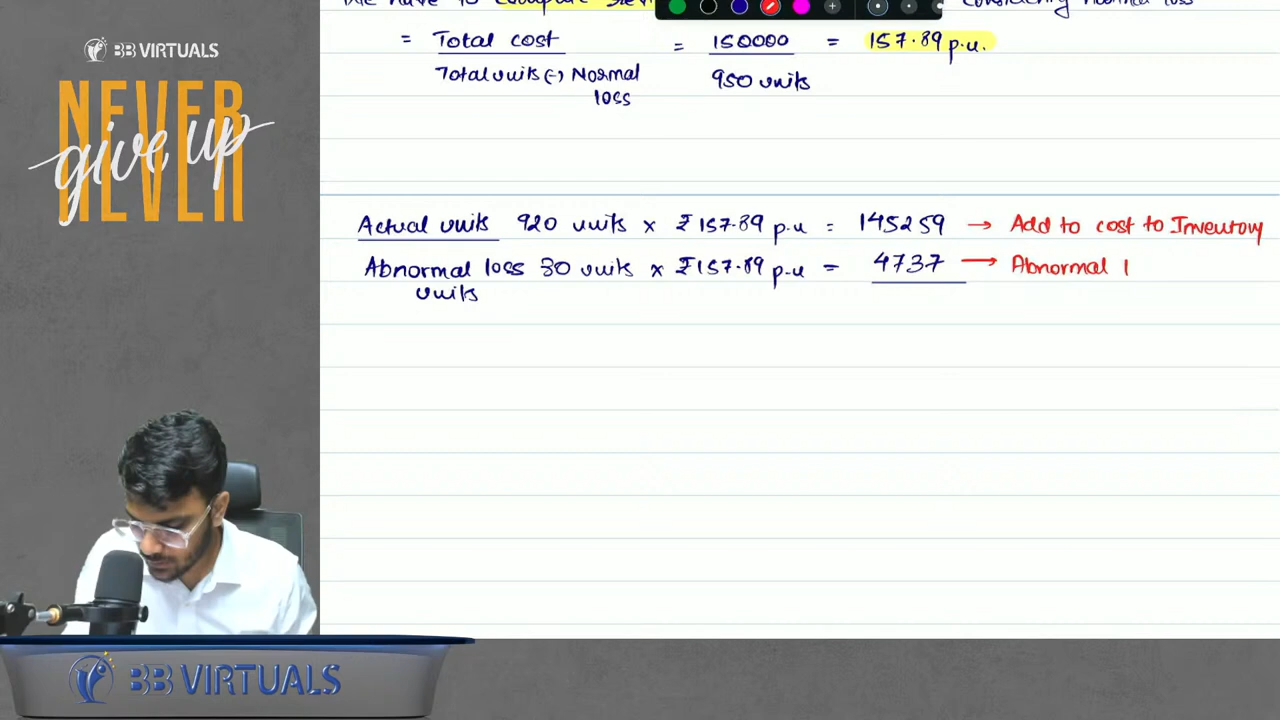 BB VIRTUALS
NEVER
give up
NEVER
= Total cost = 150000 = 157.89 p.u.
Total units (-) Normal loss 950 units
Actual units 920 units × ₹157.89 p.u = 145259 → Add to cost to Inventory
Abnormal loss 30 units × ₹157.89 p.u = 4737 → Abnormal l
units
BB VIRTUALS